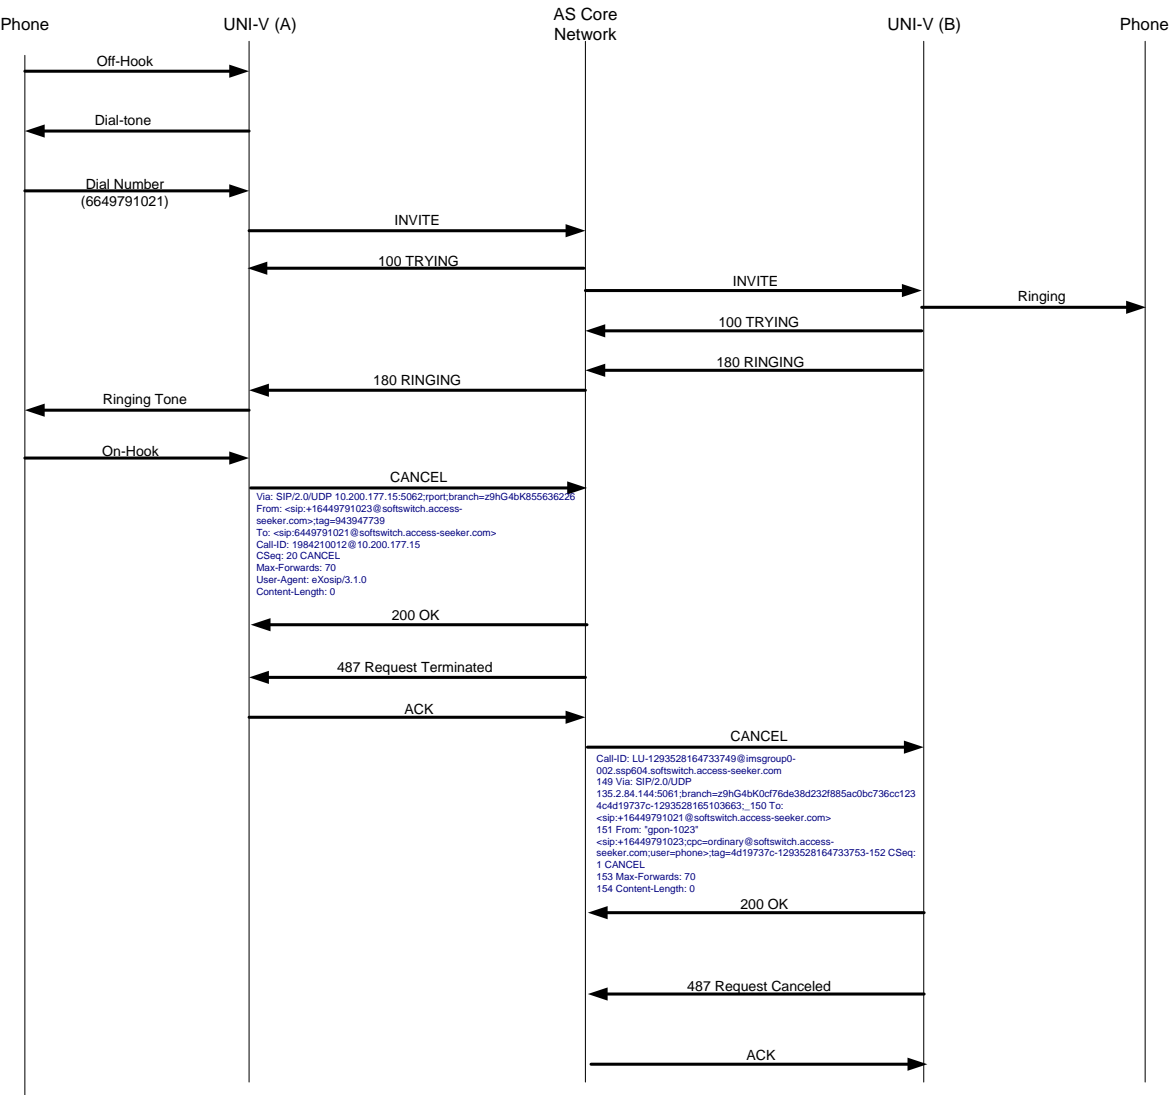 Phone
UNI-V (A)
AS Core
Network
UNI-V (B)
Phone
Off-Hook
Dial-tone
Dial Number
(6649791021)
INVITE
100 TRYING
INVITE
Ringing
100 TRYING
180 RINGING
180 RINGING
Ringing Tone
On-Hook
CANCEL
Via: SIP/2.0/UDP 10.200.177.15:5062;rport;branch=z9hG4bK855636226
From: <sip:+16449791023@softswitch.access-
seeker.com>;tag=943947739
To: <sip:6449791021@softswitch.access-seeker.com>
Call-ID: 1984210012@10.200.177.15
CSeq: 20 CANCEL
Max-Forwards: 70
User-Agent: eXosip/3.1.0
Content-Length: 0
200 OK
487 Request Terminated
ACK
CANCEL
Call-ID: LU-1293528164733749@imsgroup0-
002.ssp604.softswitch.access-seeker.com
149 Via: SIP/2.0/UDP
135.2.84.144:5061;branch=z9hG4bK0cf76de38d232f885ac0bc736cc123
4c4d19737c-1293528165103663;_150 To:
<sip:+16449791021@softswitch.access-seeker.com>
151 From: "gpon-1023"
<sip:+16449791023;cpc=ordinary@softswitch.access-
seeker.com;user=phone>;tag=4d19737c-1293528164733753-152 CSeq:
1 CANCEL
153 Max-Forwards: 70
154 Content-Length: 0
200 OK
487 Request Canceled
ACK